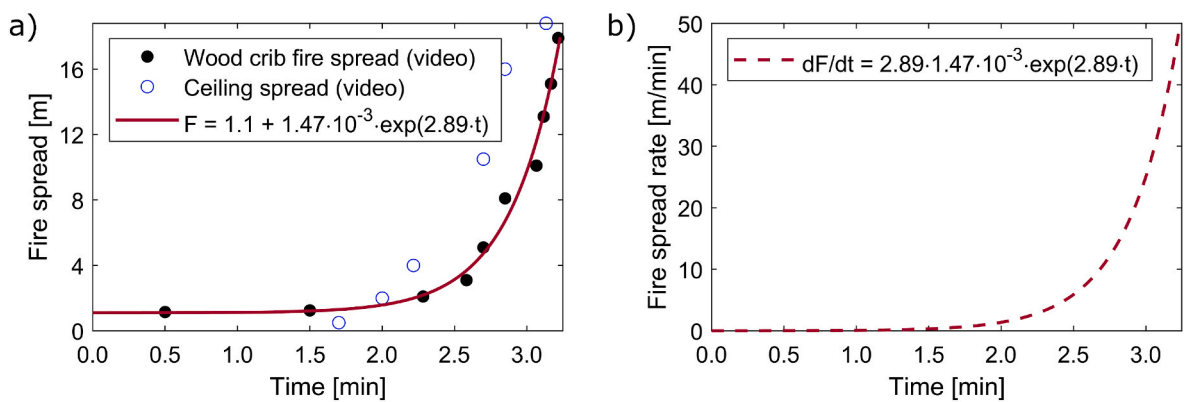 a)
Fire spread [m]
16
12
8
4
0
Wood crib fire spread (video)
Ceiling spread (video)
F = 1.1 + 1.47·10⁻³·exp(2.89·t)
0.0 0.5 1.0 1.5 2.0 2.5 3.0
Time [min]
b)
Fire spread rate [m/min]
50
40
30
20
10
0
dF/dt = 2.89·1.47·10⁻³·exp(2.89·t)
0.0 0.5 1.0 1.5 2.0 2.5 3.0
Time [min]